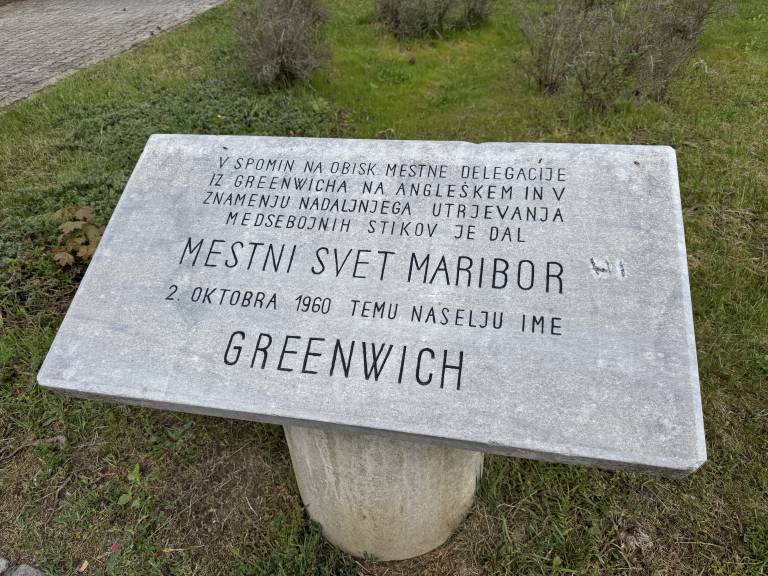 V SPOMIN NA OBISK MESTNE DELEGACIJE
IZ GREENWICHA NA ANGLEŠKEM IN V
ZNAMENJU NADALJNJEGA UTRJEVANJA
MEDSEBOJNIH STIKOV JE DAL
MESTNI SVET MARIBOR
2. OKTOBRA 1960 TEMU NASELJU IME
GREENWICH